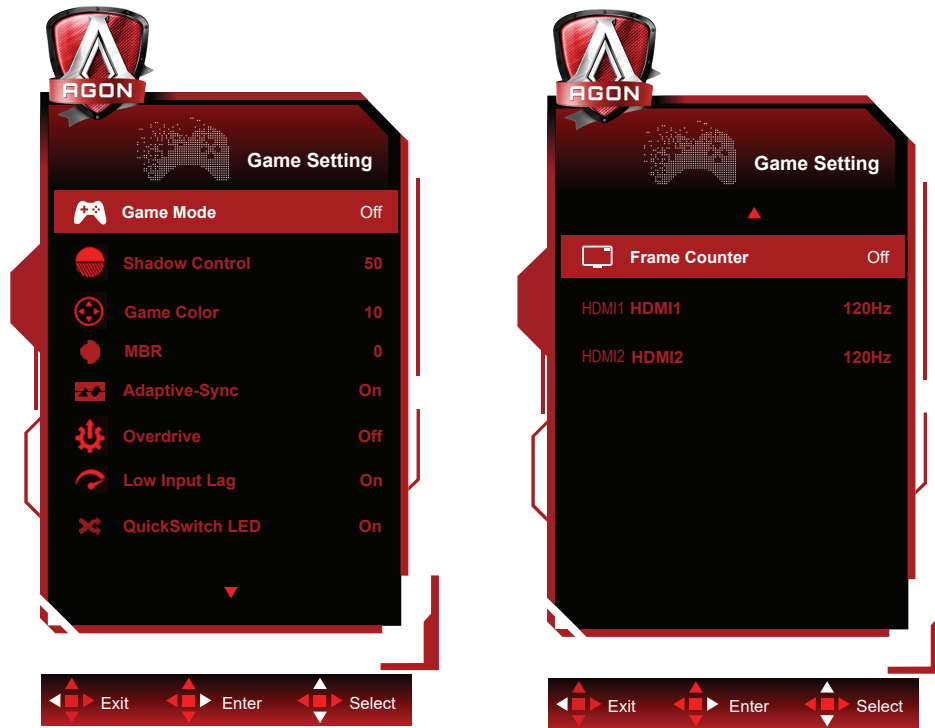 AGON
Game Setting
Game Mode Off
Shadow Control 50
Game Color 10
MBR 0
Adaptive-Sync On
Overdrive Off
Low Input Lag On
QuickSwitch LED On
Exit Enter Select
AGON
Game Setting
Frame Counter Off
HDMI1 HDMI1 120Hz
HDMI2 HDMI2 120Hz
Exit Enter Select